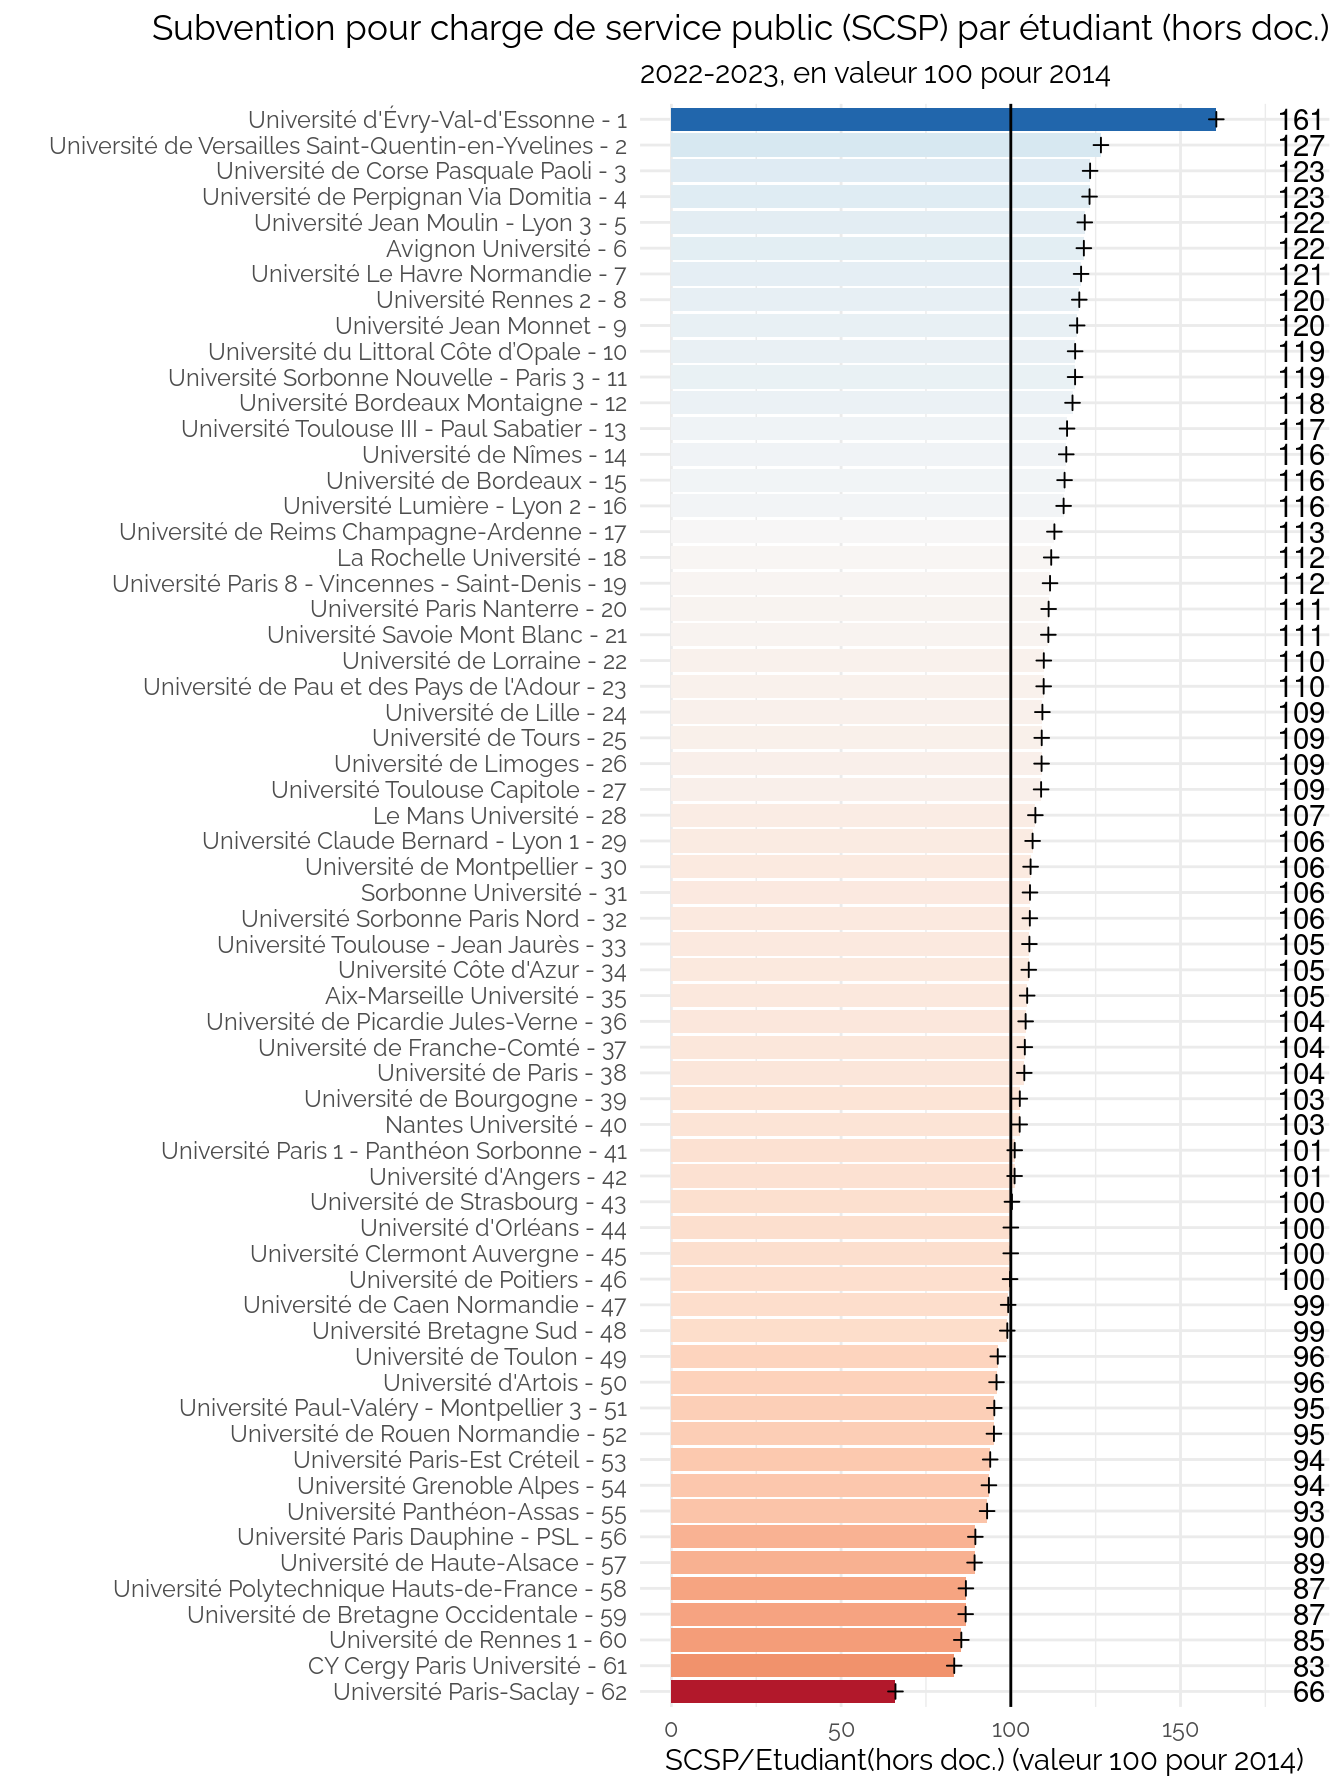 Subvention pour charge de service public (SCSP) par étudiant (hors doc.)
2022-2023, en valeur 100 pour 2014
Université d'Évry-Val-d'Essonne - 1 161
Université de Versailles Saint-Quentin-en-Yvelines - 2 127
Université de Corse Pasquale Paoli - 3 123
Université de Perpignan Via Domitia - 4 123
Université Jean Moulin - Lyon 3 - 5 122
Avignon Université - 6 122
Université Le Havre Normandie - 7 121
Université Rennes 2 - 8 120
Université Jean Monnet - 9 120
Université du Littoral Côte d’Opale - 10 119
Université Sorbonne Nouvelle - Paris 3 - 11 119
Université Bordeaux Montaigne - 12 118
Université Toulouse III - Paul Sabatier - 13 117
Université de Nîmes - 14 116
Université de Bordeaux - 15 116
Université Lumière - Lyon 2 - 16 116
Université de Reims Champagne-Ardenne - 17 113
La Rochelle Université - 18 112
Université Paris 8 - Vincennes - Saint-Denis - 19 112
Université Paris Nanterre - 20 111
Université Savoie Mont Blanc - 21 111
Université de Lorraine - 22 110
Université de Pau et des Pays de l'Adour - 23 110
Université de Lille - 24 109
Université de Tours - 25 109
Université de Limoges - 26 109
Université Toulouse Capitole - 27 109
Le Mans Université - 28 107
Université Claude Bernard - Lyon 1 - 29 106
Université de Montpellier - 30 106
Sorbonne Université - 31 106
Université Sorbonne Paris Nord - 32 106
Université Toulouse - Jean Jaurès - 33 105
Université Côte d'Azur - 34 105
Aix-Marseille Université - 35 105
Université de Picardie Jules-Verne - 36 104
Université de Franche-Comté - 37 104
Université de Paris - 38 104
Université de Bourgogne - 39 103
Nantes Université - 40 103
Université Paris 1 - Panthéon Sorbonne - 41 101
Université d'Angers - 42 101
Université de Strasbourg - 43 100
Université d'Orléans - 44 100
Université Clermont Auvergne - 45 100
Université de Poitiers - 46 100
Université de Caen Normandie - 47 99
Université Bretagne Sud - 48 99
Université de Toulon - 49 96
Université d'Artois - 50 96
Université Paul-Valéry - Montpellier 3 - 51 95
Université de Rouen Normandie - 52 95
Université Paris-Est Créteil - 53 94
Université Grenoble Alpes - 54 94
Université Panthéon-Assas - 55 93
Université Paris Dauphine - PSL - 56 90
Université de Haute-Alsace - 57 89
Université Polytechnique Hauts-de-France - 58 87
Université de Bretagne Occidentale - 59 87
Université de Rennes 1 - 60 85
CY Cergy Paris Université - 61 83
Université Paris-Saclay - 62 66
0 50 100 150
SCSP/Etudiant(hors doc.) (valeur 100 pour 2014)